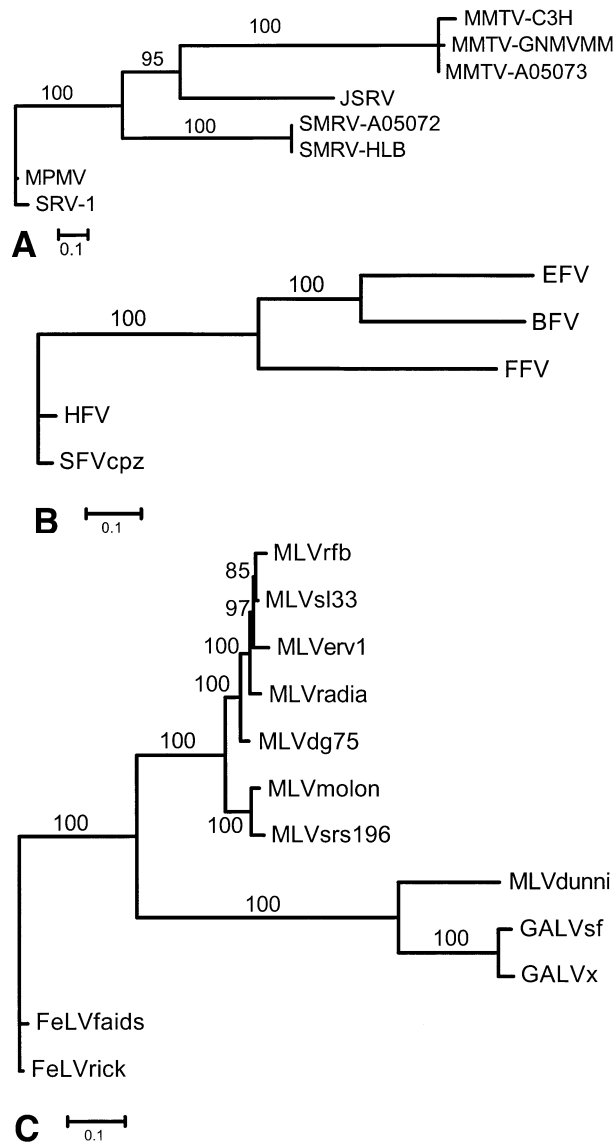 100
MMTV-C3H
MMTV-GNMVMM
95
MMTV-A05073
100
JSRV
100
SMRV-A05072
SMRV-HLB
MPMV
SRV-1
A
0.1
EFV
100
100
BFV
FFV
HFV
SFVcpz
B
0.1
MLVrfb
85
MLVsl33
97
100
MLVerv1
100
MLVradia
100
MLVdg75
MLVmolon
100
MLVsrs196
100
MLVdunni
100
GALVsf
100
GALVx
FeLVfaids
FeLVrick
C
0.1